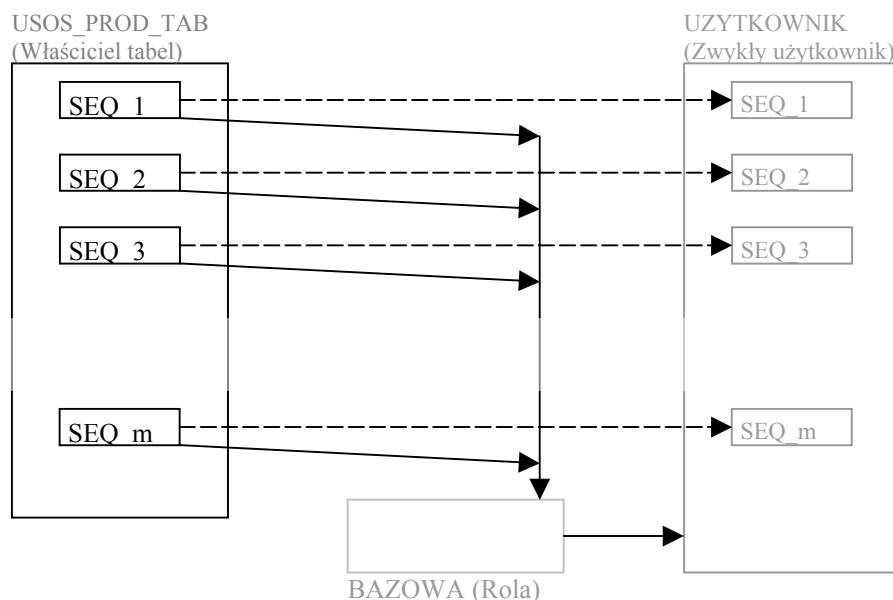 USOS_PROD_TAB
(Właściciel tabel)
UZYTKOWNIK
(Zwykły użytkownik)
SEQ_1
SEQ_1
SEQ_2
SEQ_2
SEQ_3
SEQ_3
SEQ_m
SEQ_m
BAZOWA (Rola)